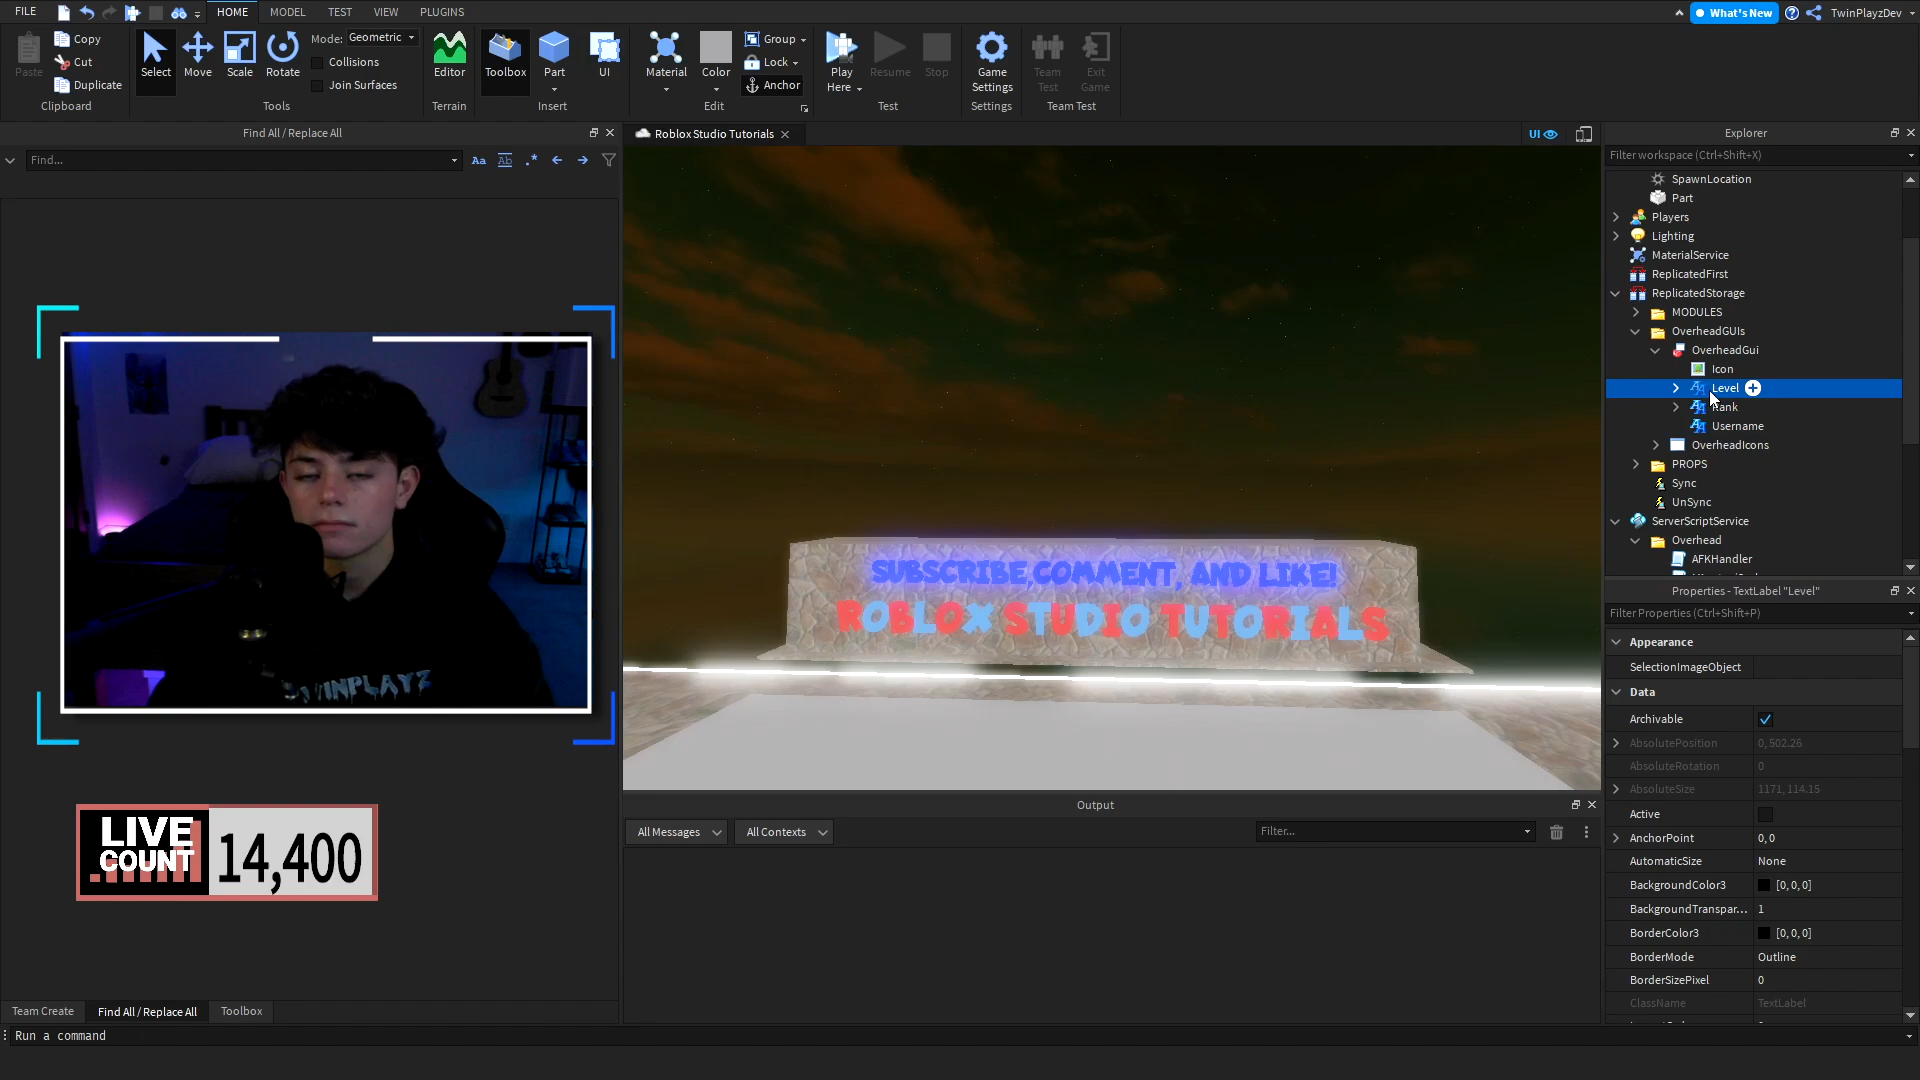 FILE
HOME
MODEL
TEST
VIEW
PLUGINS
What's New
TwinPlayzDev
Paste
Copy
Cut
Duplicate
Clipboard
Select
Move
Scale
Rotate
Mode: Geometric
Collisions
Join Surfaces
Tools
Editor
Terrain
Toolbox
Part
UI
Insert
Material
Color
Group
Lock
Anchor
Edit
Play
Here
Resume
Stop
Test
Game
Settings
Settings
Team
Test
Exit
Game
Team Test
Find All / Replace All
Find...
Aa
Ab
.*
Roblox Studio Tutorials
UI
SUBSCRIBE,COMMENT, AND LIKE!
ROBLOX STUDIO TUTORIALS
LIVE
COUNT
14,400
Output
All Messages
All Contexts
Filter...
Team Create
Find All / Replace All
Toolbox
Run a command
Explorer
Filter workspace (Ctrl+Shift+X)
SpawnLocation
Part
Players
Lighting
MaterialService
ReplicatedFirst
ReplicatedStorage
MODULES
OverheadGUIs
OverheadGui
Icon
Level
Rank
Username
OverheadIcons
PROPS
Sync
UnSync
ServerScriptService
Overhead
AFKHandler
Properties - TextLabel "Level"
Filter Properties (Ctrl+Shift+P)
Appearance
SelectionImageObject
Data
Archivable
AbsolutePosition 0, 502.26
AbsoluteRotation 0
AbsoluteSize 1171, 114.15
Active
AnchorPoint 0, 0
AutomaticSize None
BackgroundColor3 [0, 0, 0]
BackgroundTranspar... 1
BorderColor3 [0, 0, 0]
BorderMode Outline
BorderSizePixel 0
ClassName TextLabel